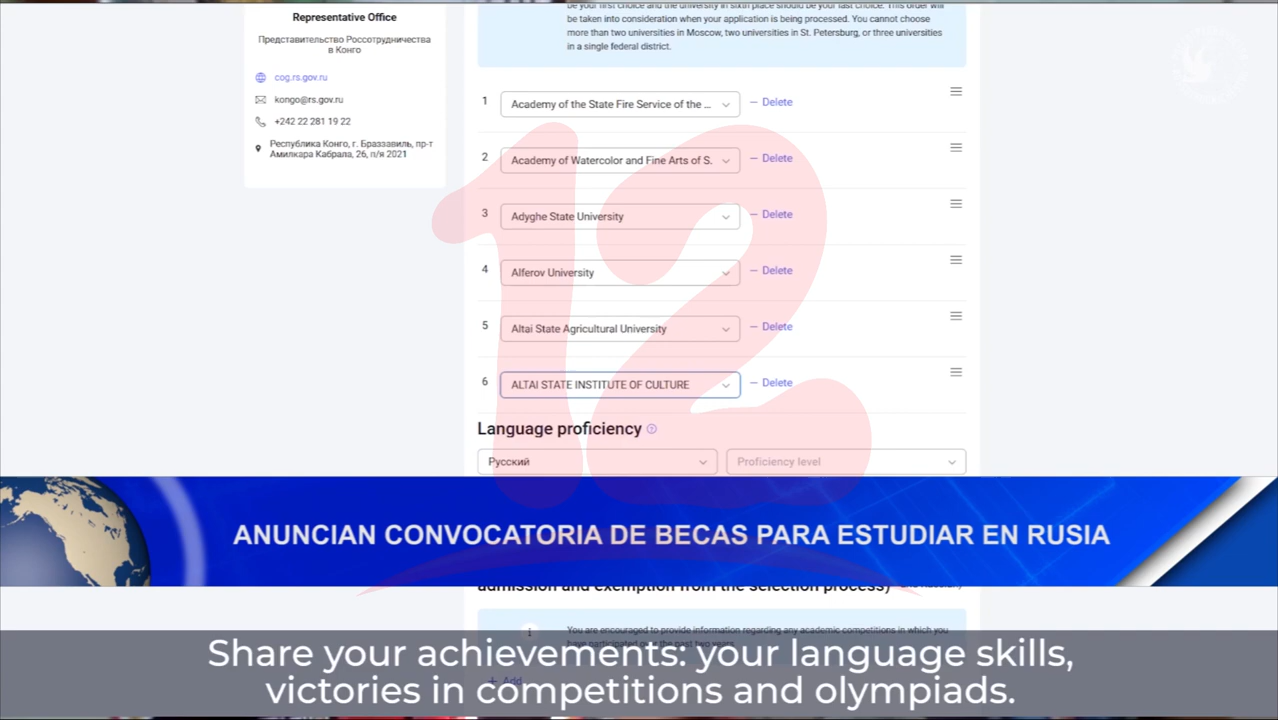 Representative Office
Представительство Россотрудничества
в Конго
cog.rs.gov.ru
kongo@rs.gov.ru
+242 22 281 19 22
Республика Конго, г. Браззавиль, пр-т
Амилкара Кабрала, 26, п/я 2021
be your first choice and the university in sixth place should be your last choice. This order will
be taken into consideration when your application is being processed. You cannot choose
more than two universities in Moscow, two universities in St. Petersburg, or three universities
in a single federal district.
1 Academy of the State Fire Service of the ... — Delete
2 Academy of Watercolor and Fine Arts of S. — Delete
3 Adyghe State University — Delete
4 Alferov University — Delete
5 Altai State Agricultural University — Delete
6 ALTAI STATE INSTITUTE OF CULTURE — Delete
12
Language proficiency
Русский Proficiency level
ANUNCIAN CONVOCATORIA DE BECAS PARA ESTUDIAR EN RUSIA
admission and exemption from the selection process)
You are encouraged to provide information regarding any academic competitions in which you
have participated over the past two years
+ Add
Share your achievements: your language skills,
victories in competitions and olympiads.